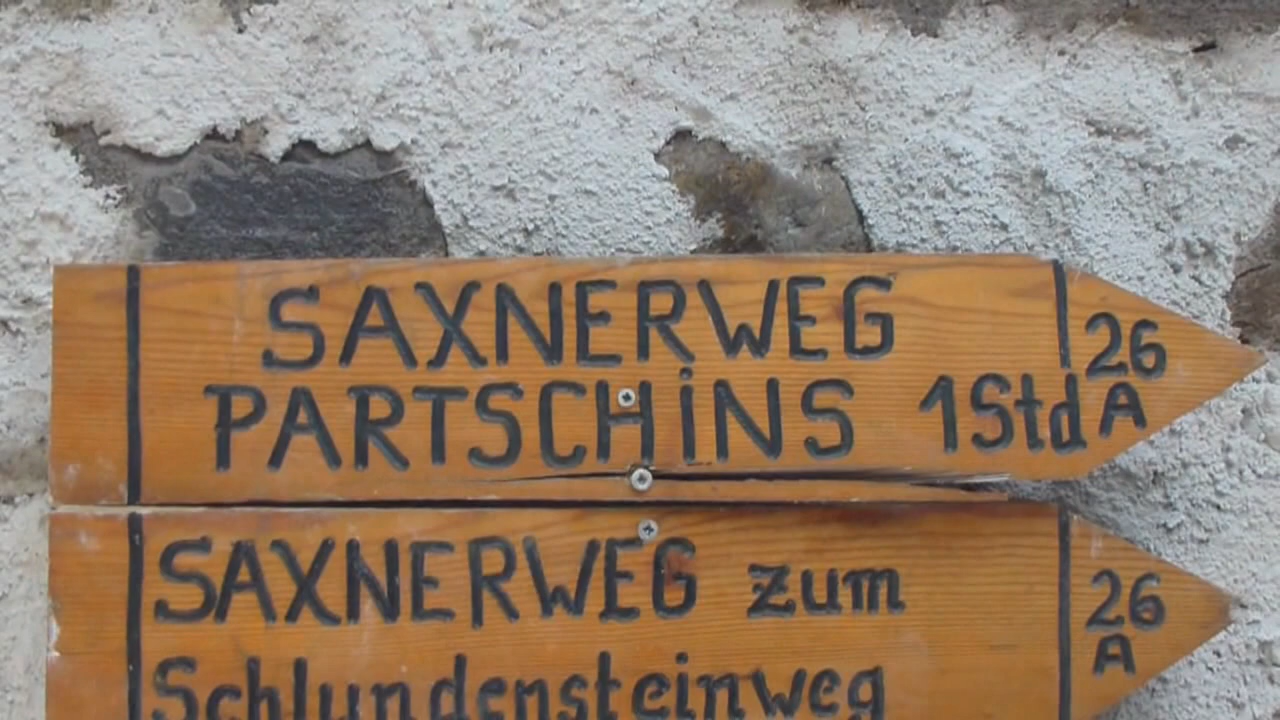 SAXNERWEG
PARTSCHiNS 1Std
26
A
SAXNERWEG zum
Schlundensteinweg
26
A